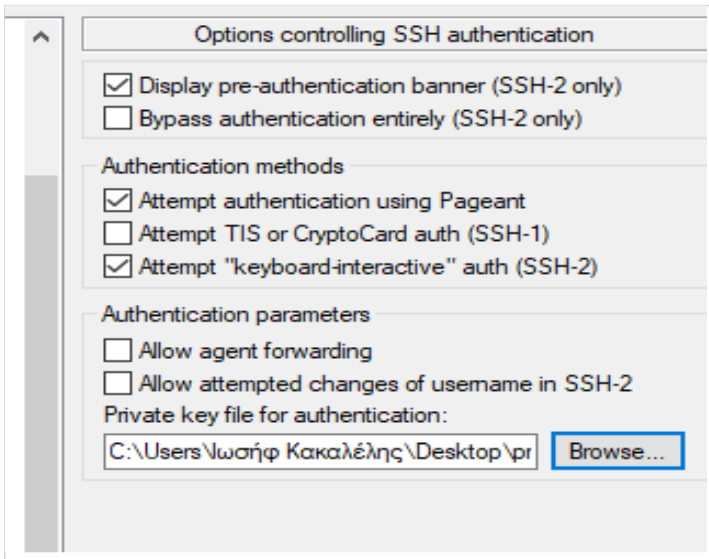 Options controlling SSH authentication
Display pre-authentication banner (SSH-2 only)
Bypass authentication entirely (SSH-2 only)
Authentication methods
Attempt authentication using Pageant
Attempt TIS or CryptoCard auth (SSH-1)
Attempt "keyboard-interactive" auth (SSH-2)
Authentication parameters
Allow agent forwarding
Allow attempted changes of username in SSH-2
Private key file for authentication:
C:\Users\Ιωσήφ Κακαλέλης\Desktop\pr Browse...